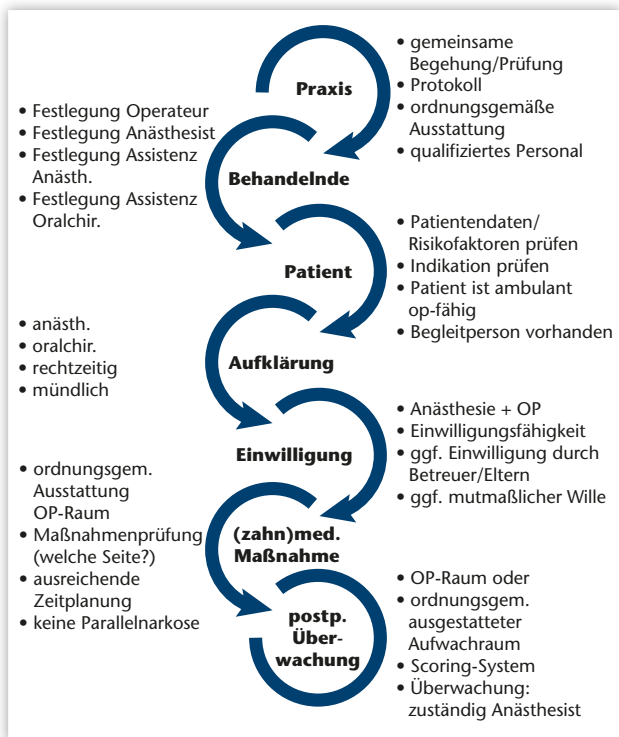 Praxis
• gemeinsame
Begehung/Prüfung
• Protokoll
• ordnungsgemäße
Ausstattung
• qualifiziertes Personal
• Festlegung Operateur
• Festlegung Anästhesist
• Festlegung Assistenz
Anästh.
• Festlegung Assistenz
Oralchir.
Behandelnde
Patient
• Patientendaten/
Risikofaktoren prüfen
• Indikation prüfen
• Patient ist ambulant
op-fähig
• Begleitperson vorhanden
• anästh.
• oralchir.
• rechtzeitig
• mündlich
Aufklärung
Einwilligung
• Anästhesie + OP
• Einwilligungsfähigkeit
• ggf. Einwilligung durch
Betreuer/Eltern
• ggf. mutmaßlicher Wille
• ordnungsgem.
Ausstattung
OP-Raum
• Maßnahmenprüfung
(welche Seite?)
• ausreichende
Zeitplanung
• keine Parallelnarkose
(zahn)med.
Maßnahme
postp.
Über-
wachung
• OP-Raum oder
• ordnungsgem.
ausgestatteter
Aufwachraum
• Scoring-System
• Überwachung:
zuständig Anästhesist